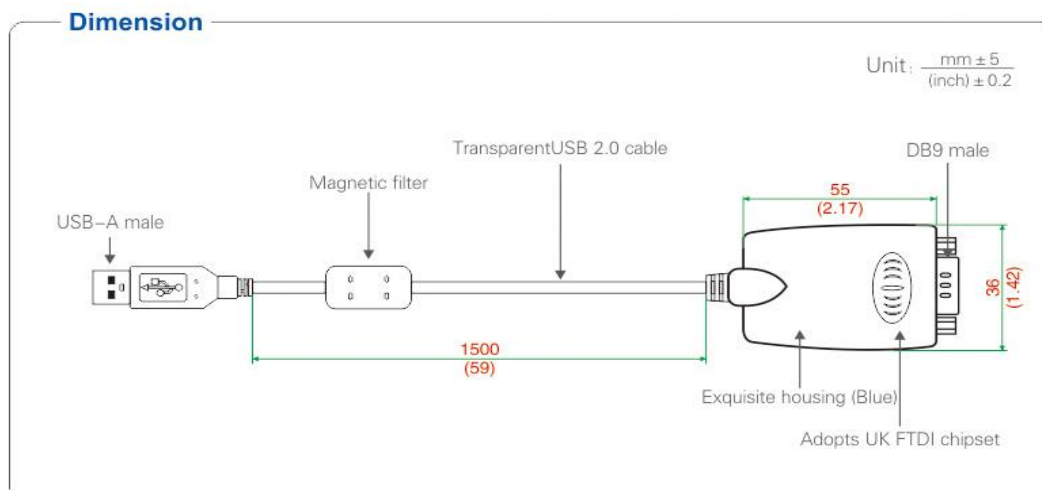 Dimension
Unit: mm ± 5
(inch) ± 0.2
TransparentUSB 2.0 cable
DB9 male
Magnetic filter
55
(2.17)
USB–A male
36
(1.42)
1500
(59)
Exquisite housing (Blue)
Adopts UK FTDI chipset